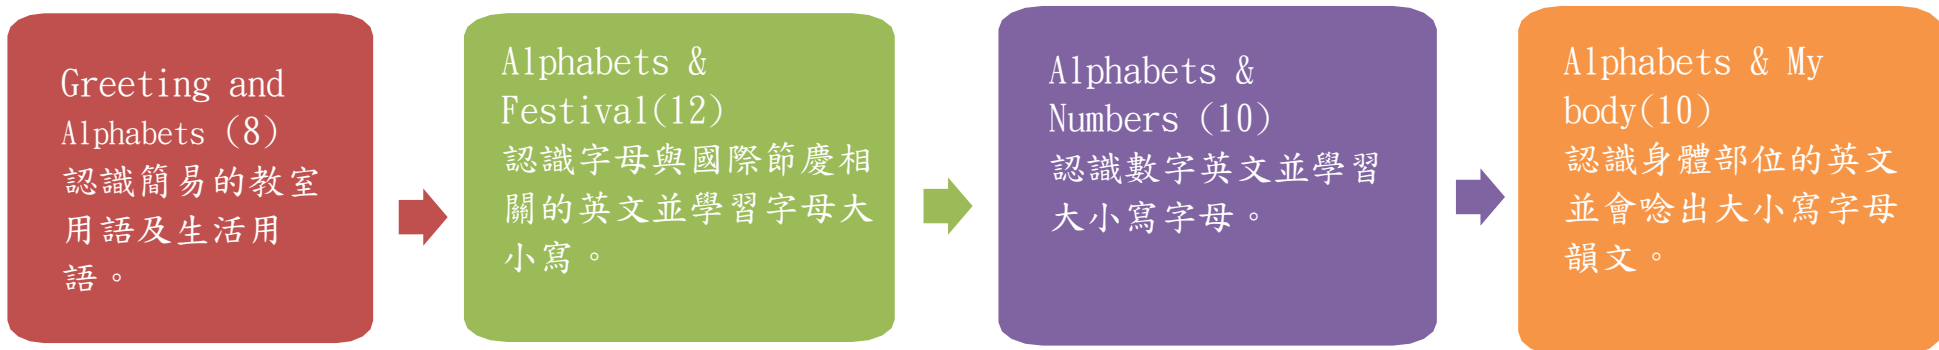 Greeting and
Alphabets (8)
認識簡易的教室
用語及生活用
語。
Alphabets &
Festival(12)
認識字母與國際節慶相
關的英文並學習字母大
小寫。
Alphabets &
Numbers (10)
認識數字英文並學習
大小寫字母。
Alphabets & My
body(10)
認識身體部位的英文
並會唸出大小寫字母
韻文。